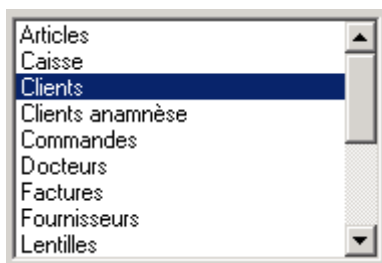 Articles
Caisse
Clients
Clients anamnèse
Commandes
Docteurs
Factures
Fournisseurs
Lentilles